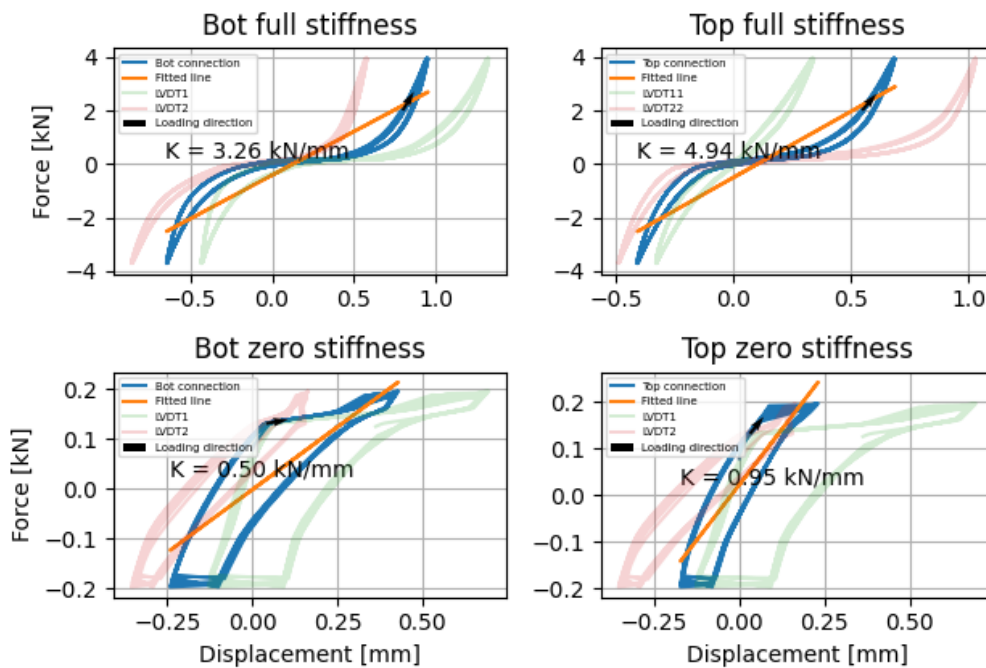 Bot full stiffness
Force [kN]
4
2
0
−2
−4
Bot connection
Fitted line
LVDT1
LVDT2
Loading direction
K = 3.26 kN/mm
−0.5
0.0
0.5
1.0
Top full stiffness
4
2
0
−2
−4
Top connection
Fitted line
LVDT11
LVDT22
Loading direction
K = 4.94 kN/mm
−0.5
0.0
0.5
1.0
Bot zero stiffness
Force [kN]
0.2
0.1
0.0
−0.1
−0.2
Bot connection
Fitted line
LVDT1
LVDT2
Loading direction
K = 0.50 kN/mm
−0.25
0.00
0.25
0.50
Displacement [mm]
Top zero stiffness
0.2
0.1
0.0
−0.1
−0.2
Top connection
Fitted line
LVDT1
LVDT2
Loading direction
K = 0.95 kN/mm
−0.25
0.00
0.25
0.50
Displacement [mm]